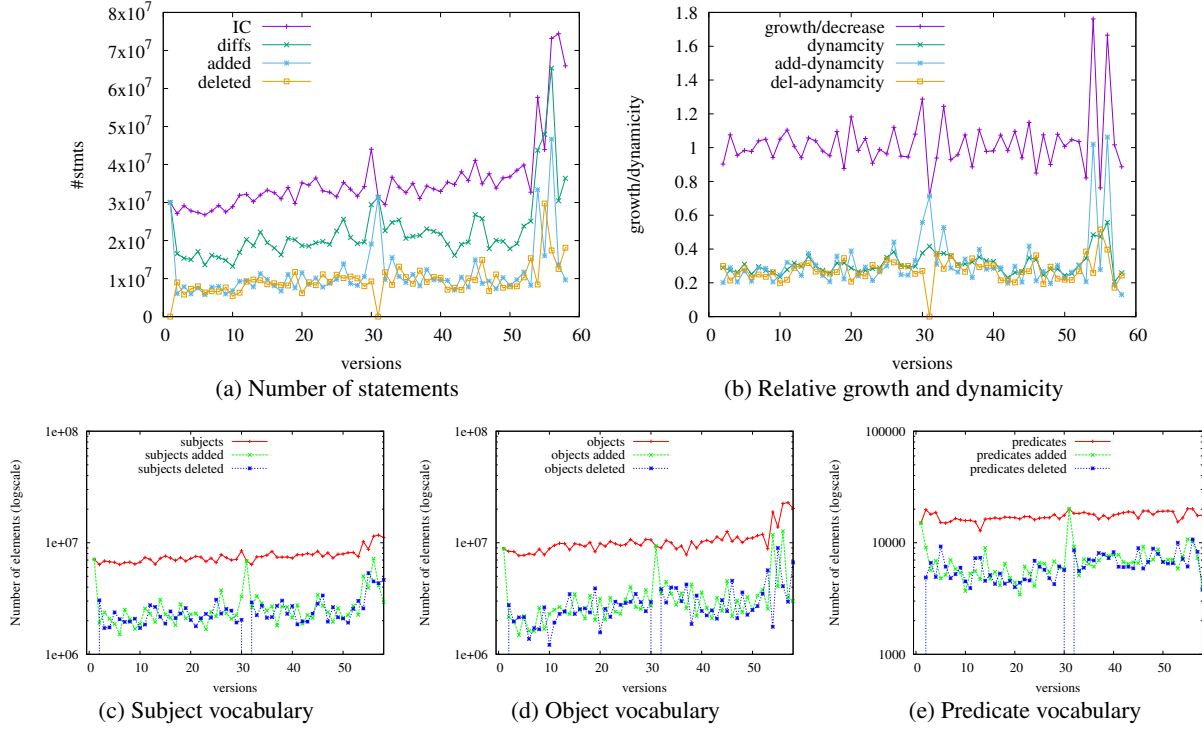 IC
diffs
added
deleted
8x10^7
7x10^7
6x10^7
5x10^7
4x10^7
3x10^7
2x10^7
1x10^7
0
#stmts
0 10 20 30 40 50 60
versions
(a) Number of statements
growth/decrease
dynamcity
add-dynamcity
del-adynamcity
1.8
1.6
1.4
1.2
1
0.8
0.6
0.4
0.2
0
growth/dynamicity
0 10 20 30 40 50 60
versions
(b) Relative growth and dynamicity
subjects
subjects added
subjects deleted
1e+08
1e+07
1e+06
Number of elements (logscale)
0 10 20 30 40 50
versions
(c) Subject vocabulary
objects
objects added
objects deleted
1e+08
1e+07
1e+06
Number of elements (logscale)
0 10 20 30 40 50
versions
(d) Object vocabulary
predicates
predicates added
predicates deleted
100000
10000
1000
Number of elements (logscale)
0 10 20 30 40 50
versions
(e) Predicate vocabulary